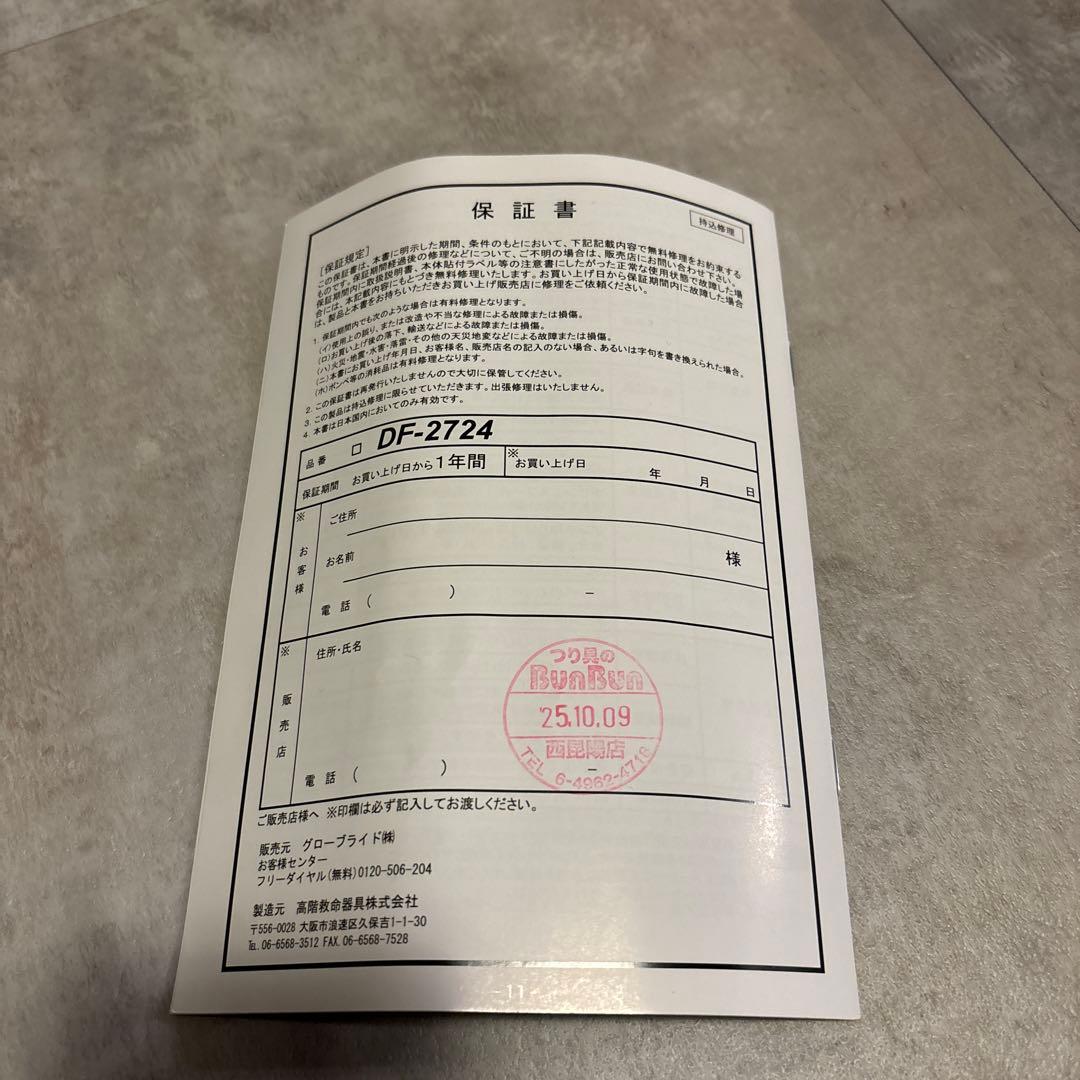 保証書
持込修理
[保証規定]
この保証書は、本書に明示した期間、条件のもとにおいて、下記記載内容で無料修理をお約束する
ものです。保証期間経過後の修理などについて、ご不明の場合は、販売店にお問い合わせ下さい。
保証期間内に取扱説明書、本体貼付ラベル等の注意書にしたがった正常な使用状態で故障した場
合には、本記載内容にもとづき無料修理いたします。お買い上げ日から保証期間内に故障した場合
は、製品と本書をお持ちいただきお買い上げ販売店に修理をご依頼ください。
1. 保証期間内でも次のような場合は有料修理となります。
(イ)使用上の誤り、または改造や不当な修理による故障または損傷。
(ロ)お買い上げ後の落下、輸送などによる故障または損傷。
(ハ)火災・地震・水害・落雷・その他の天災地変などによる故障または損傷。
(ニ)本書にお買い上げ年月日、お客様名、販売店名の記入のない場合、あるいは字句を書き換えられた場合。
(ホ)ボンベ等の消耗品は有料修理となります。
2. この保証書は再発行いたしませんので大切に保管してください。
3. この製品は持込修理に限らせていただきます。出張修理はいたしません。
4. 本書は日本国内においてのみ有効です。
品番 □ DF-2724
保証期間 お買い上げ日から1年間 ※お買い上げ日 年 月 日
※お客様
ご住所
お名前 様
電話 ( ) −
※販売店
住所・氏名
つり具の
BunBun
'25.10.09
西昆陽店
TEL 6-4962-4718
電話 ( ) −
ご販売店様へ ※印欄は必ず記入してお渡しください。
販売元 グローブライド㈱
お客様センター
フリーダイヤル(無料)0120-506-204
製造元 高階救命器具株式会社
〒556-0028 大阪市浪速区久保吉1-1-30
TEL. 06-6568-3512 FAX. 06-6568-7528
-11-